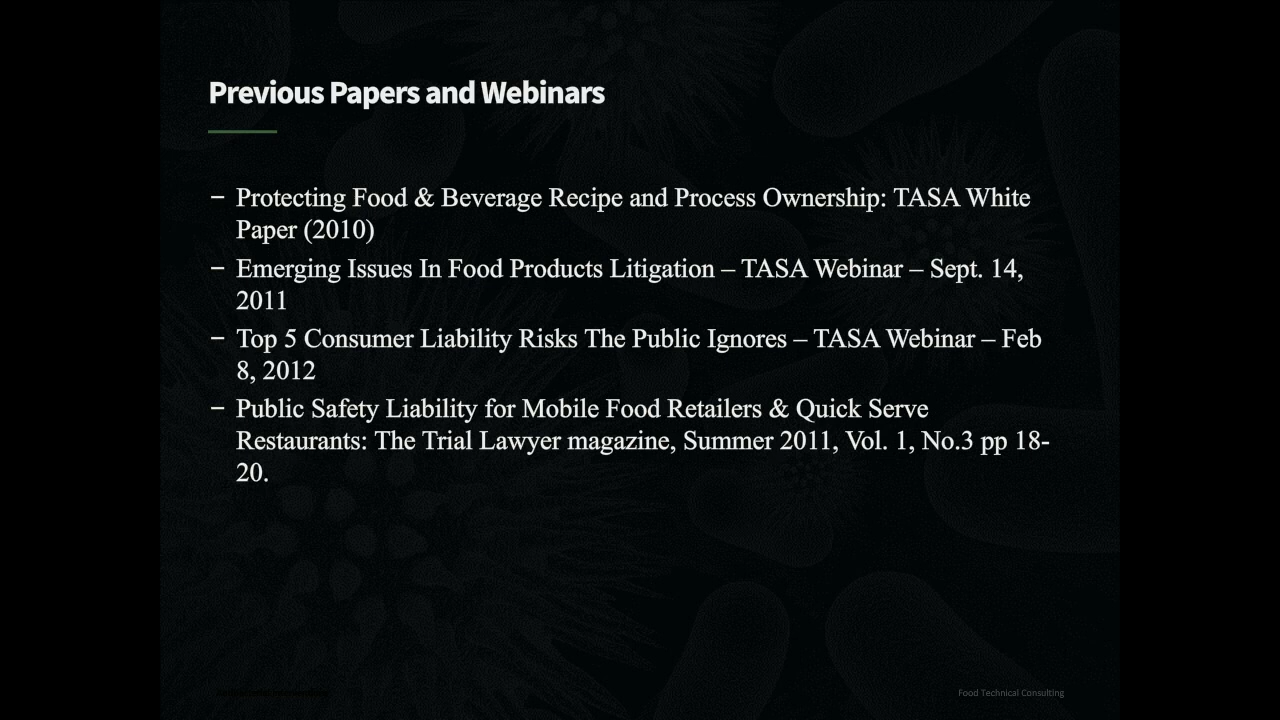 Previous Papers and Webinars
– Protecting Food & Beverage Recipe and Process Ownership: TASA White
Paper (2010)
– Emerging Issues In Food Products Litigation – TASA Webinar – Sept. 14,
2011
– Top 5 Consumer Liability Risks The Public Ignores – TASA Webinar – Feb
8, 2012
– Public Safety Liability for Mobile Food Retailers & Quick Serve
Restaurants: The Trial Lawyer magazine, Summer 2011, Vol. 1, No.3 pp 18-
20.
Food Technical Consulting